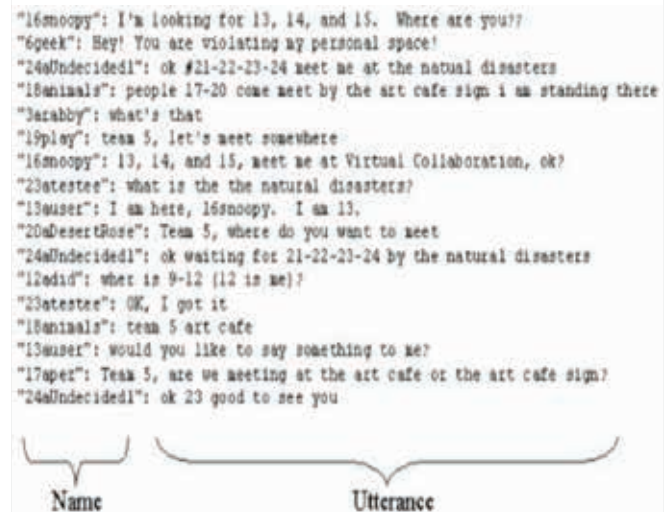 "16snoopy": I'm looking for 13, 14, and 15. Where are you??
"6geek": Hey! You are violating my personal space!
"24aUndecided1": ok #21-22-23-24 meet me at the natual disasters
"18animals": people 17-20 come meet by the art cafe sign i am standing there
"3arabby": what's that
"19play": team 5, let's meet somewhere
"16snoopy": 13, 14, and 15, meet me at Virtual Collaboration, ok?
"23atestee": what is the the natural disasters?
"13auser": I am here, 16snoopy. I am 13.
"20aDesertRose": Team 5, where do you want to meet
"24aUndecided1": ok waiting for 21-22-23-24 by the natural disasters
"12adid": wher is 9-12 (12 is me)?
"23atestee": OK, I got it
"18animals": team 5 art cafe
"13auser": would you like to say something to me?
"17aper": Team 5, are we meeting at the art cafe or the art cafe sign?
"24aUndecided1": ok 23 good to see you
Name Utterance